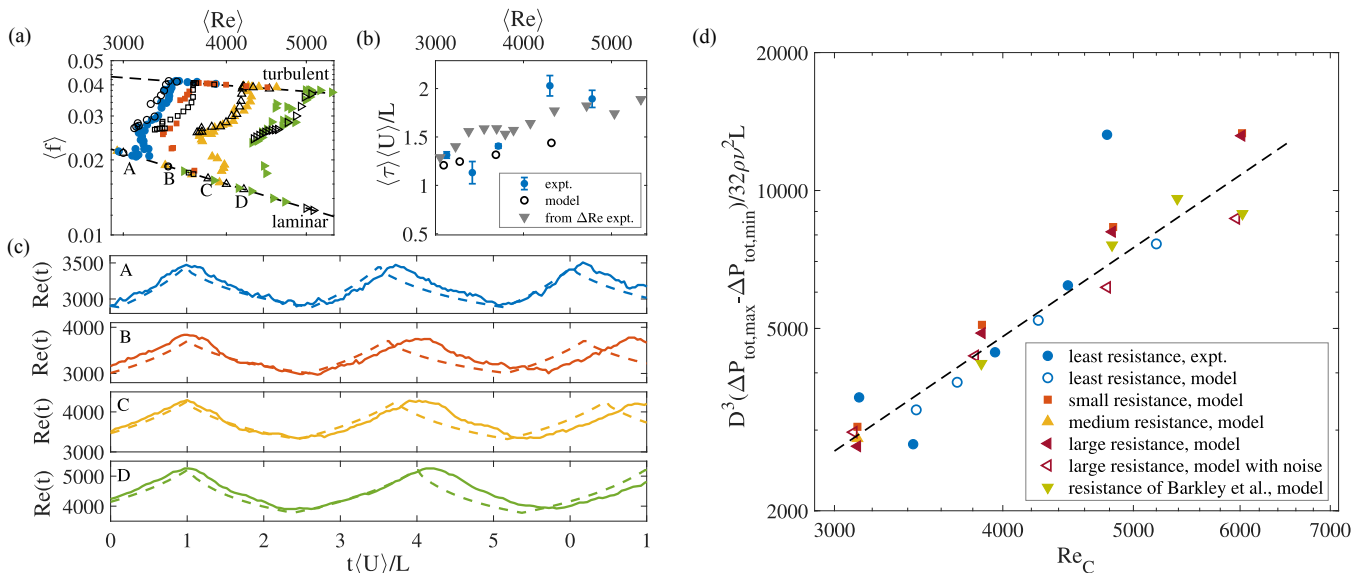 (a)
⟨Re⟩
3000 4000 5000
0.05
0.04
0.03
0.02
0.01
⟨f⟩
turbulent
laminar
A
B
C
D
(b)
⟨Re⟩
3000 4000 5000
2
1.5
1
0.5
⟨τ⟩⟨U⟩/L
expt.
model
from ΔRe expt.
(c)
A
3500
3000
Re(t)
B
4000
3000
Re(t)
C
4000
3000
Re(t)
D
5000
4000
Re(t)
0 1 2 3 4 5 0 1
t⟨U⟩/L
(d)
20000
10000
5000
2000
D³(ΔP tot,max-ΔP tot,min)/32ρν²L
least resistance, expt.
least resistance, model
small resistance, model
medium resistance, model
large resistance, model
large resistance, model with noise
resistance of Barkley et al., model
3000 4000 5000 6000 7000
Re_C